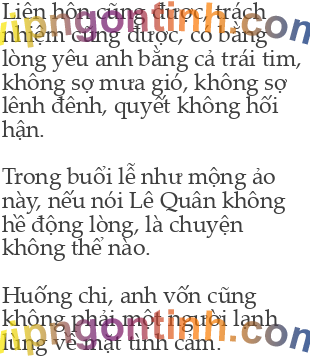 Liên hôn cũng được, trách
nhiệm cũng được, cô bằng
lòng yêu anh bằng cả trái tim,
không sợ mưa gió, không sợ
lênh đênh, quyết không hối
hận.
Trong buổi lễ như mộng ảo
này, nếu nói Lê Quân không
hề động lòng, là chuyện
không thể nào.
Huống chi, anh vốn cũng
không phải một người lạnh
lùng về mặt tình cảm.